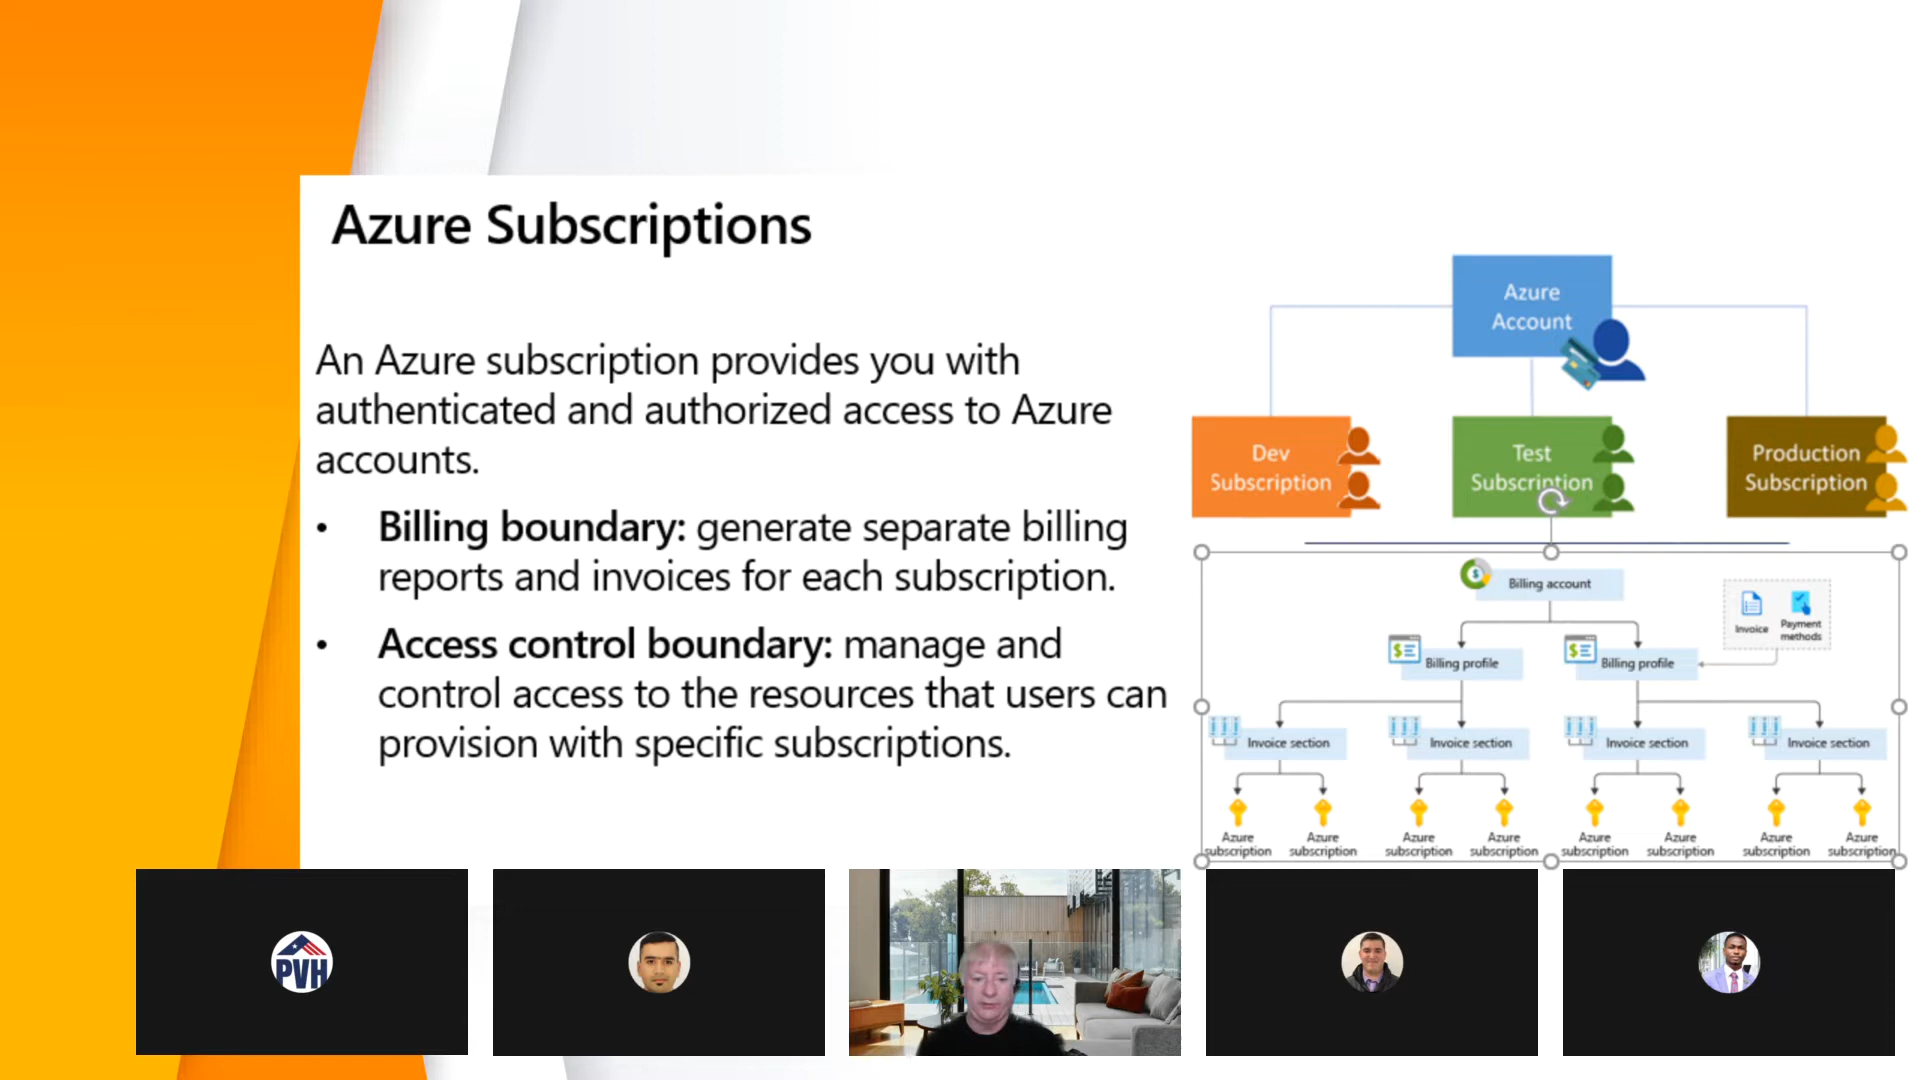 Azure Subscriptions
An Azure subscription provides you with
authenticated and authorized access to Azure
accounts.
• Billing boundary: generate separate billing
reports and invoices for each subscription.
• Access control boundary: manage and
control access to the resources that users can
provision with specific subscriptions.
Azure
Account
Dev
Subscription
Test
Subscription
Production
Subscription
Billing account
Invoice
Payment
methods
Billing profile
Billing profile
Invoice section
Invoice section
Invoice section
Invoice section
Azure
subscription
Azure
subscription
Azure
subscription
Azure
subscription
Azure
subscription
Azure
subscription
Azure
subscription
Azure
subscription
PVH